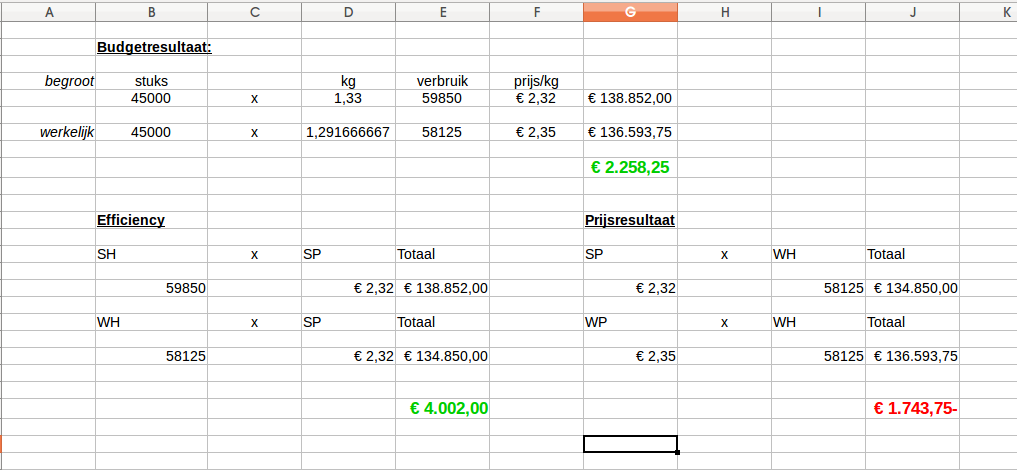 A B C D E F G H I J K
Budgetresultaat:
begroot stuks kg verbruik prijs/kg
45000 x 1,33 59850 € 2,32 € 138.852,00
werkelijk 45000 x 1,291666667 58125 € 2,35 € 136.593,75
€ 2.258,25
Efficiency Prijsresultaat
SH x SP Totaal SP x WH Totaal
59850 € 2,32 € 138.852,00 € 2,32 58125 € 134.850,00
WH x SP Totaal WP x WH Totaal
58125 € 2,32 € 134.850,00 € 2,35 58125 € 136.593,75
€ 4.002,00 € 1.743,75-